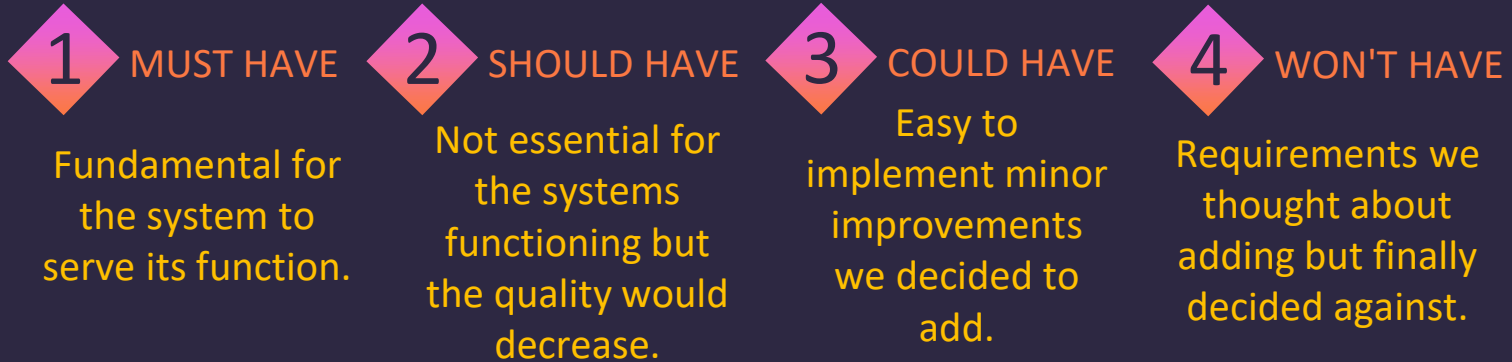 1 MUST HAVE
Fundamental for
the system to
serve its function.
2 SHOULD HAVE
Not essential for
the systems
functioning but
the quality would
decrease.
3 COULD HAVE
Easy to
implement minor
improvements
we decided to
add.
4 WON'T HAVE
Requirements we
thought about
adding but finally
decided against.